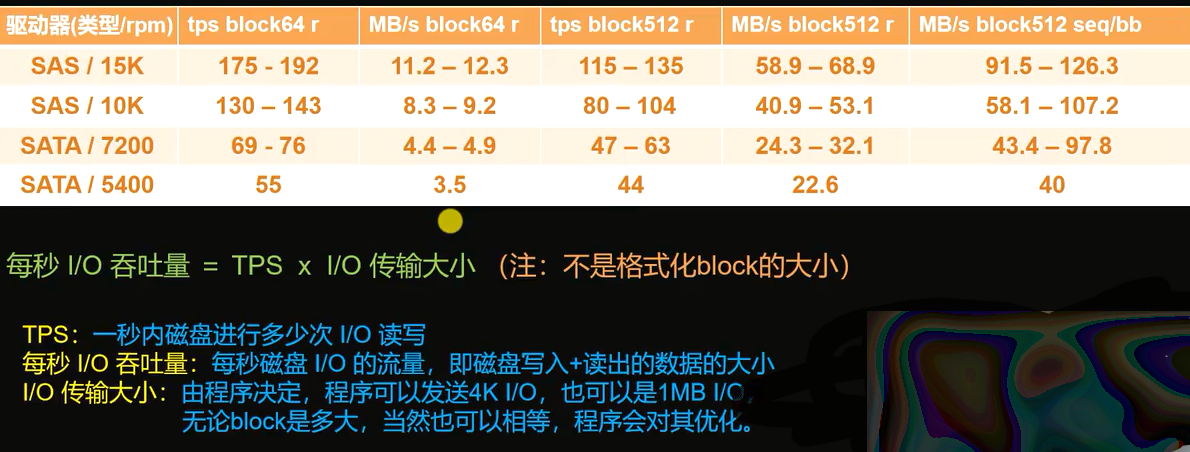 驱动器(类型/rpm) tps block64 r MB/s block64 r tps block512 r MB/s block512 r MB/s block512 seq/bb
SAS / 15K 175 - 192 11.2 – 12.3 115 – 135 58.9 – 68.9 91.5 – 126.3
SAS / 10K 130 – 143 8.3 – 9.2 80 – 104 40.9 – 53.1 58.1 – 107.2
SATA / 7200 69 - 76 4.4 – 4.9 47 – 63 24.3 – 32.1 43.4 – 97.8
SATA / 5400 55 3.5 44 22.6 40
每秒 I/O 吞吐量 = TPS x I/O 传输大小 （注：不是格式化block的大小）
TPS：一秒内磁盘进行多少次 I/O 读写
每秒 I/O 吞吐量：每秒磁盘 I/O 的流量，即磁盘写入+读出的数据的大小
I/O 传输大小：由程序决定，程序可以发送4K I/O，也可以是1MB I/O，
无论block是多大，当然也可以相等，程序会对其优化。